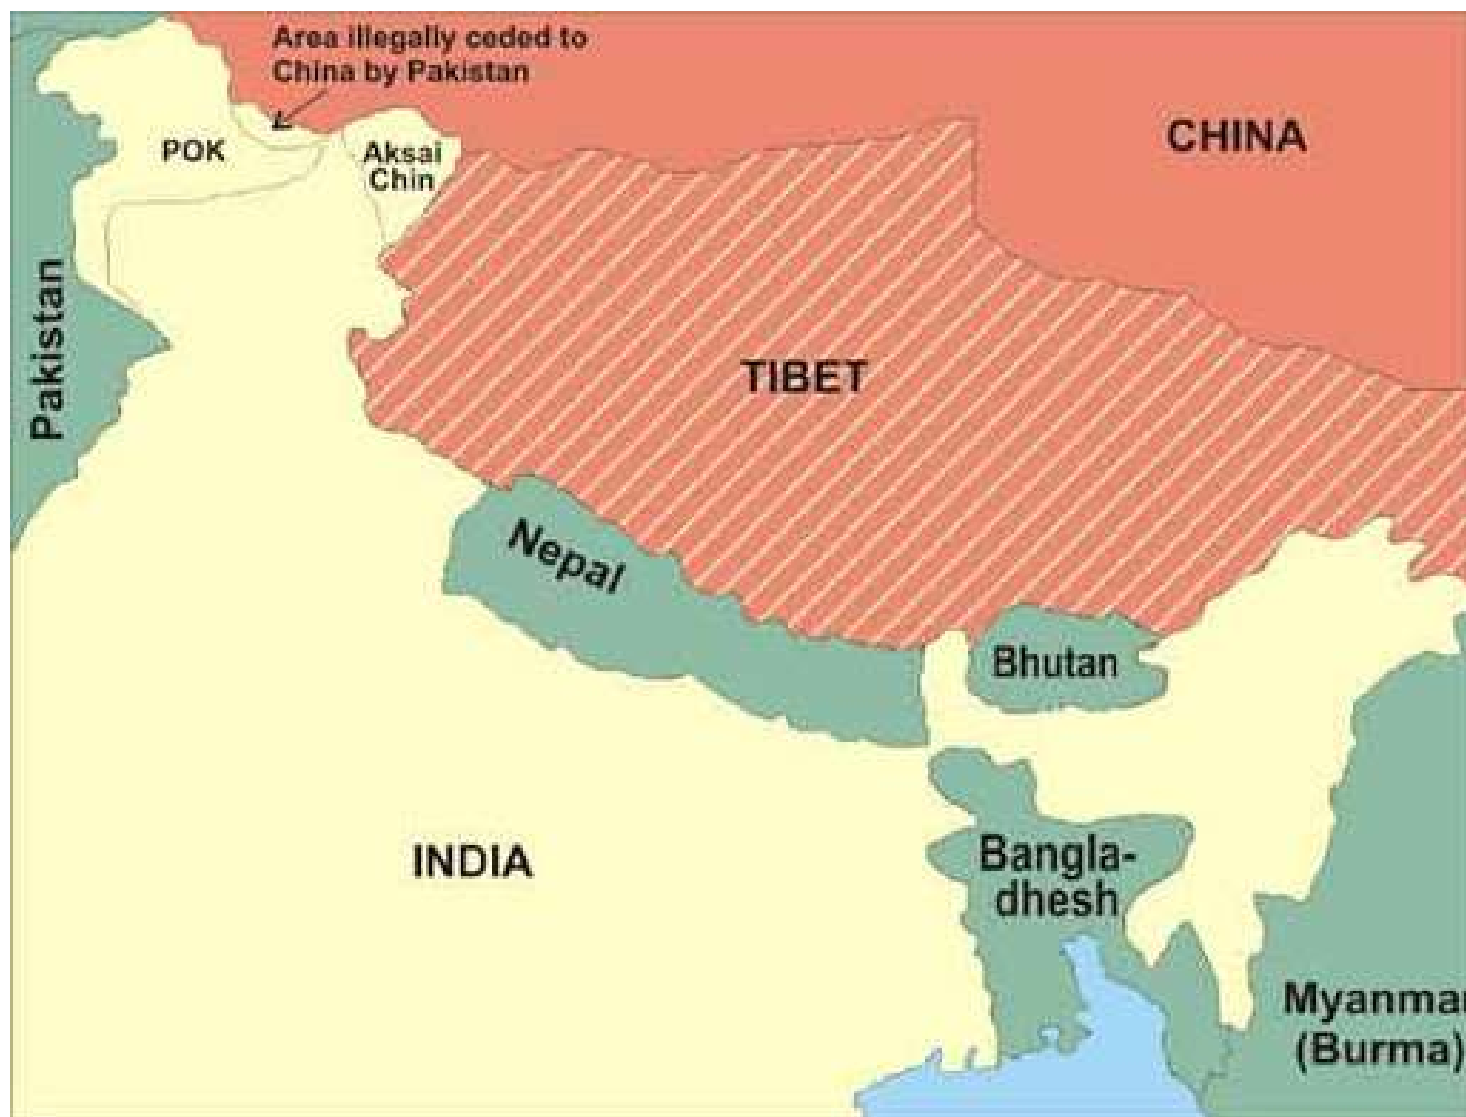 Area illegally ceded to
China by Pakistan
CHINA
POK
Aksai
Chin
Pakistan
TIBET
Nepal
Bhutan
INDIA
Bangla-
dhesh
Myanmar
(Burma)